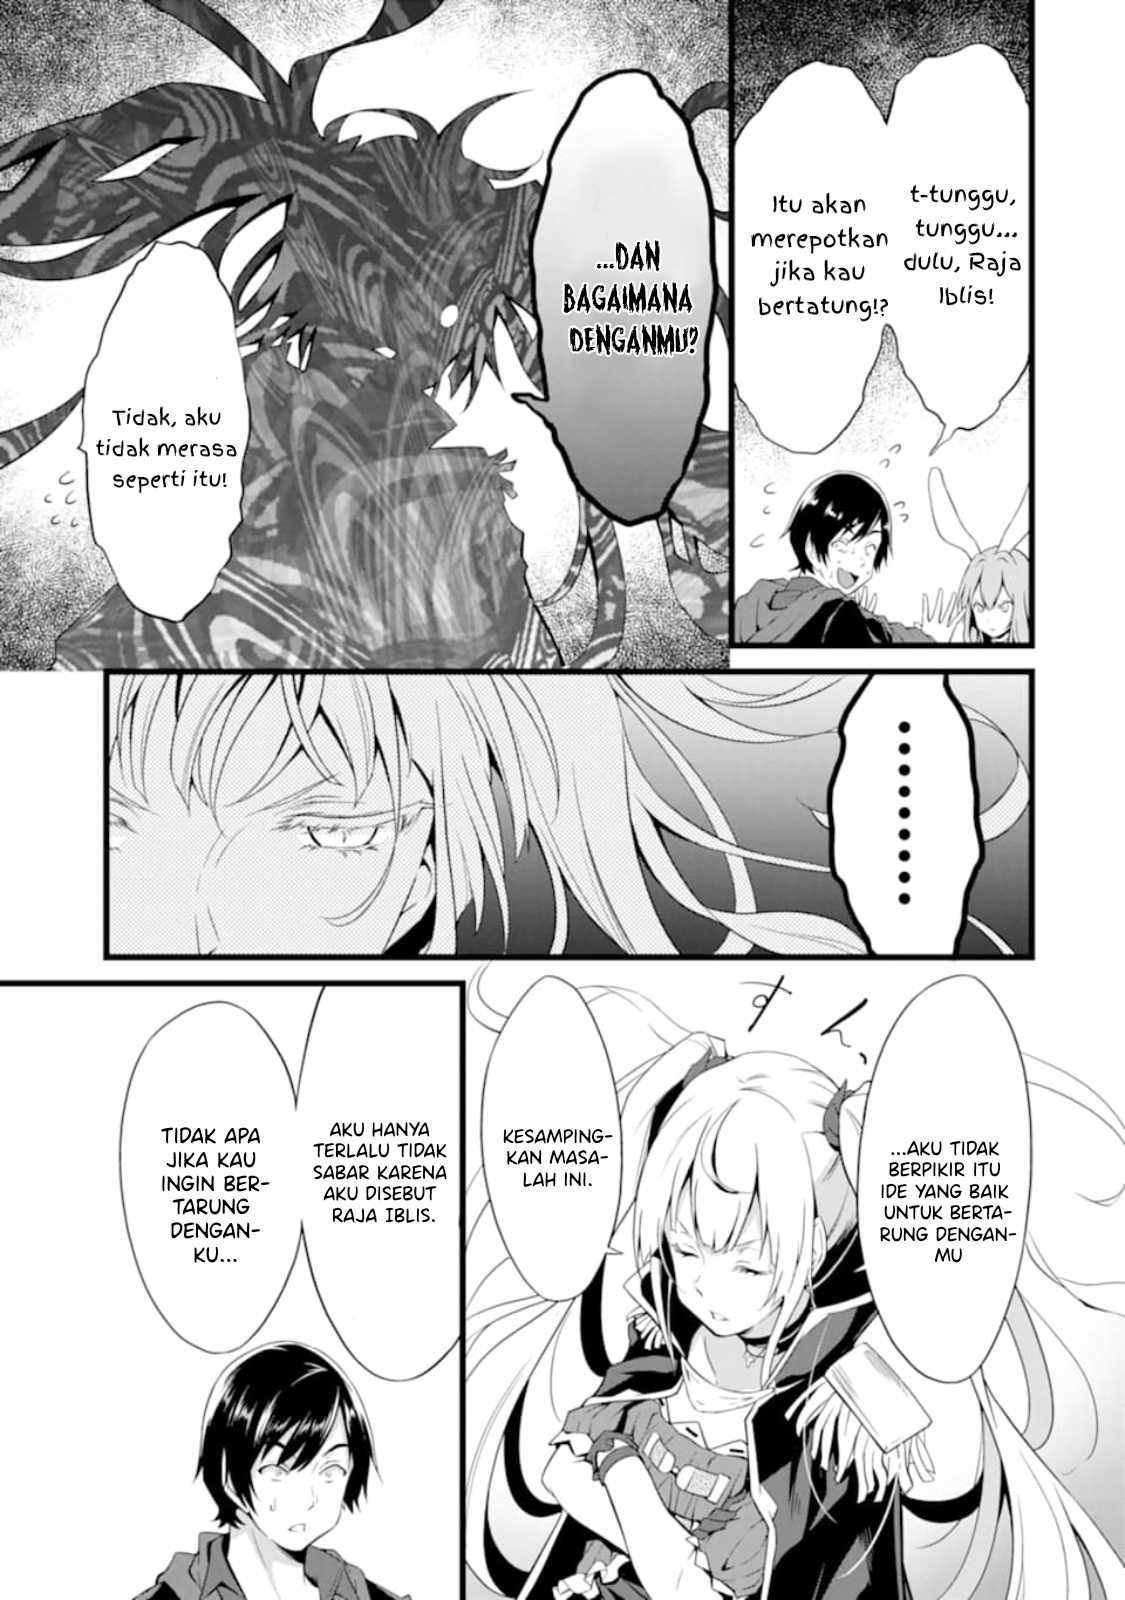 t-tunggu,
tunggu...
dulu, Raja
Iblis!
Itu akan
merepotkan
jika kau
bertatung!?
...DAN
BAGAIMANA
DENGANMU?
Tidak, aku
tidak merasa
seperti itu!
.........
すん
...AKU TIDAK
BERPIKIR ITU
IDE YANG BAIK
UNTUK BERTA-
RUNG DENGAN-
MU
KESAMPING-
KAN MASA-
LAH INI.
AKU HANYA
TERLALU TIDAK
SABAR KARENA
AKU DISEBUT
RAJA IBLIS.
TIDAK APA
JIKA KAU
INGIN BER-
TARUNG
DENGAN-
KU...